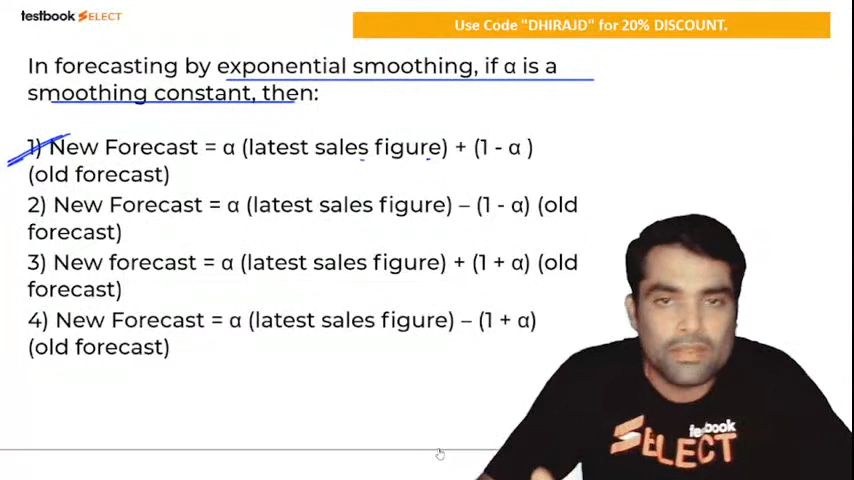 testbook SELECT
Use Code "DHIRAJD" for 20% DISCOUNT.
In forecasting by exponential smoothing, if α is a
smoothing constant, then:
1) New Forecast = α (latest sales figure) + (1 - α )
(old forecast)
2) New Forecast = α (latest sales figure) – (1 - α) (old
forecast)
3) New forecast = α (latest sales figure) + (1 + α) (old
forecast)
4) New Forecast = α (latest sales figure) – (1 + α)
(old forecast)
testbook
SELECT